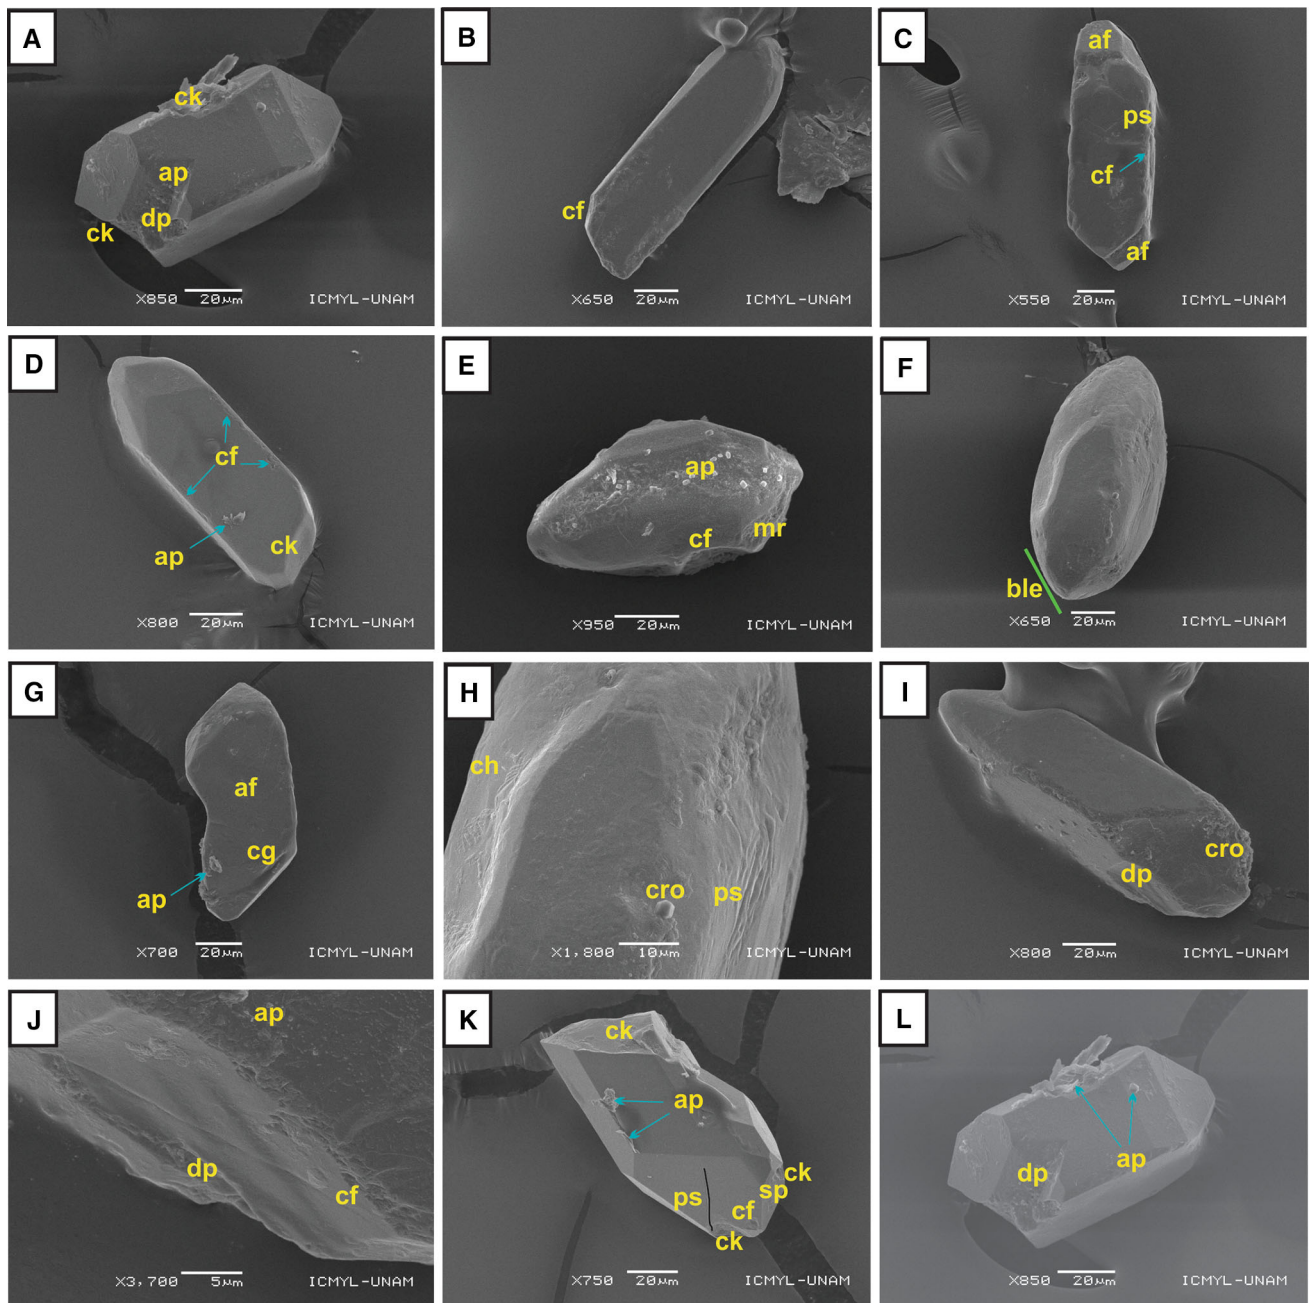 A
ck
ap
dp
ck
X850 20µm ICMYL-UNAM
B
cf
X650 20µm ICMYL-UNAM
C
af
ps
cf
af
X550 20µm ICMYL-UNAM
D
cf
ap
ck
X800 20µm ICMYL-UNAM
E
ap
cf
mr
X950 20µm ICMYL-UNAM
F
ble
X650 20µm ICMYL-UNAM
G
af
cg
ap
X700 20µm ICMYL-UNAM
H
ch
cro
ps
X1,800 10µm ICMYL-UNAM
I
cro
dp
X800 20µm ICMYL-UNAM
J
ap
dp
cf
X3,700 5µm ICMYL-UNAM
K
ck
ap
ck
sp
ps
cf
ck
X750 20µm ICMYL-UNAM
L
ap
dp
X850 20µm ICMYL-UNAM